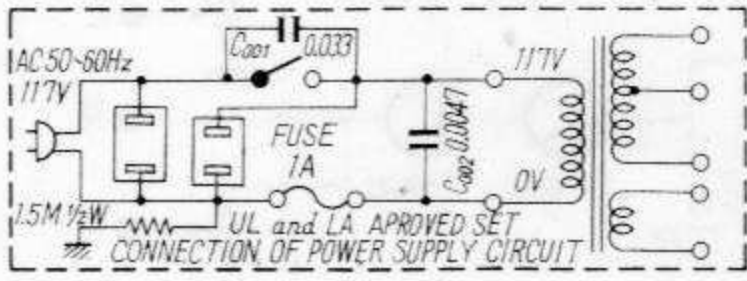 C001 0.033
AC 50~60Hz
117V
117V
FUSE
1A
C002 0.0047
0V
1.5M ½W
UL and LA APROVED SET
CONNECTION OF POWER SUPPLY CIRCUIT